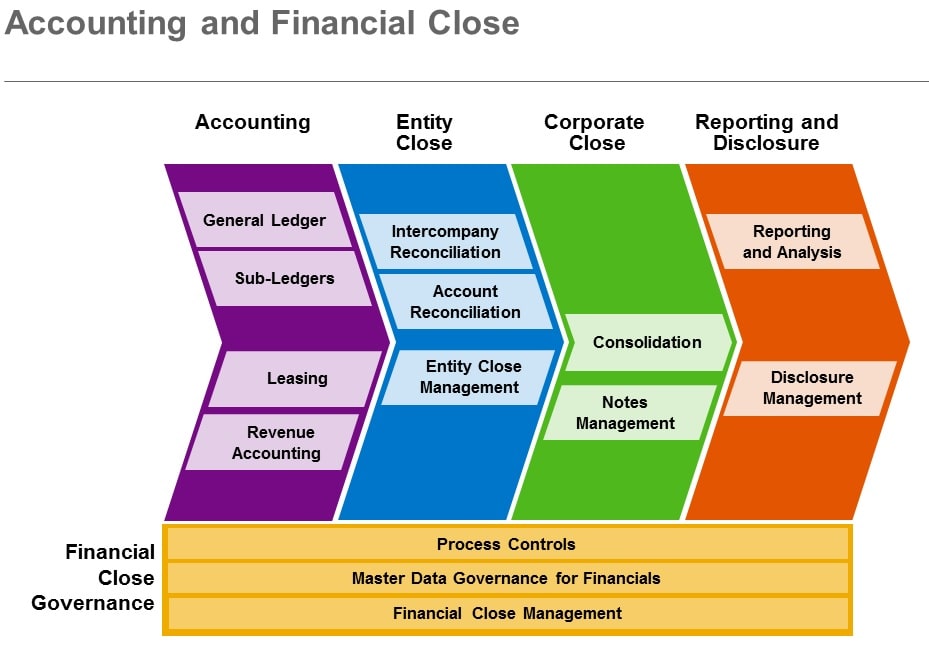 Accounting and Financial Close
Accounting
Entity
Close
Corporate
Close
Reporting and
Disclosure
General Ledger
Sub-Ledgers
Leasing
Revenue
Accounting
Intercompany
Reconciliation
Account
Reconciliation
Entity Close
Management
Consolidation
Notes
Management
Reporting
and Analysis
Disclosure
Management
Financial
Close
Governance
Process Controls
Master Data Governance for Financials
Financial Close Management